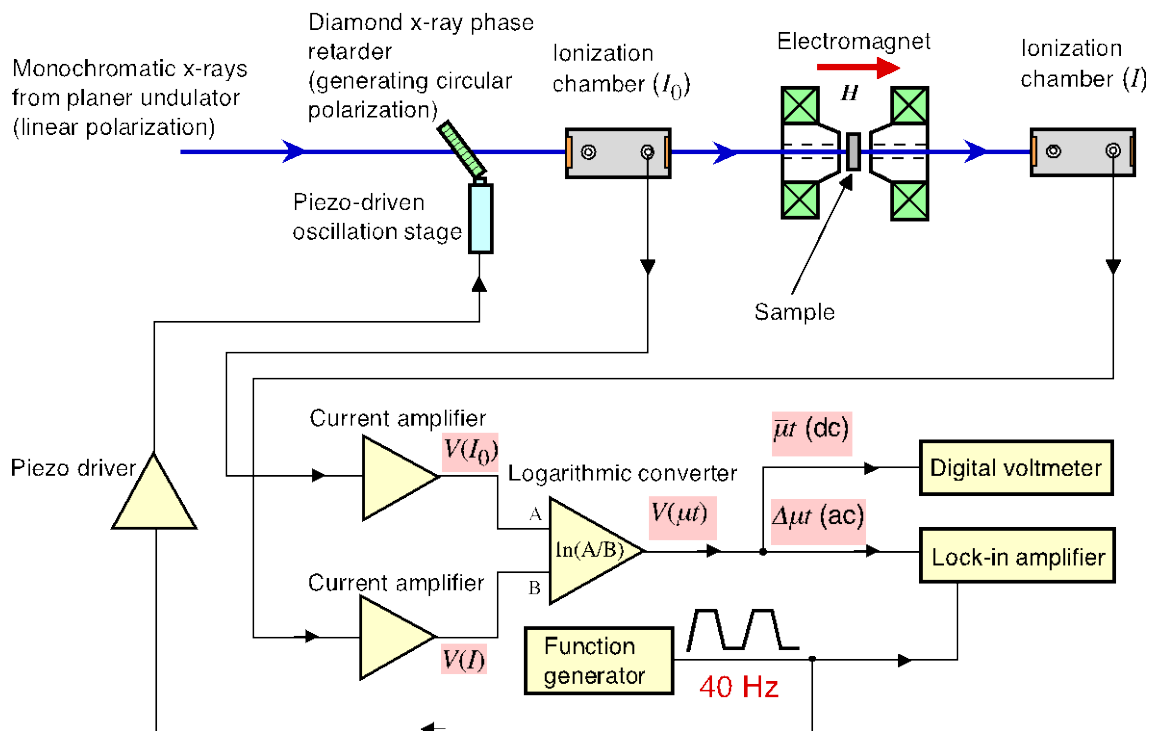 Monochromatic x-rays
from planer undulator
(linear polarization)
Diamond x-ray phase
retarder
(generating circular
polarization)
Ionization
chamber (I₀)
Electromagnet
H
Ionization
chamber (I)
Piezo-driven
oscillation stage
Sample
Current amplifier
V(I₀)
Piezo driver
Logarithmic converter
A
ln(A/B)
B
V(μt)
μ̄t (dc)
Digital voltmeter
Δμt (ac)
Lock-in amplifier
Current amplifier
V(I)
Function
generator
40 Hz